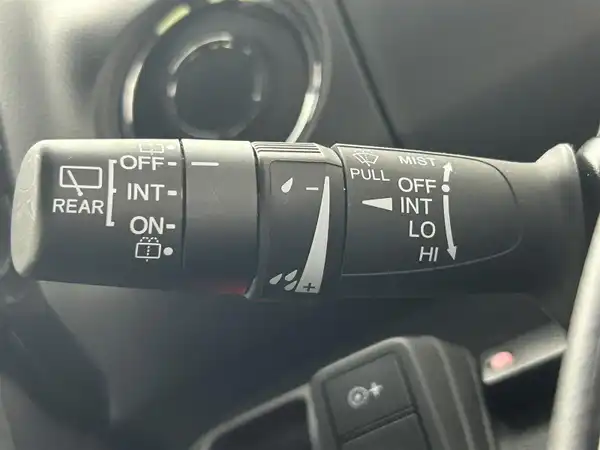 OFF
INT
ON
REAR
−
+
PULL
MIST
OFF
INT
LO
HI